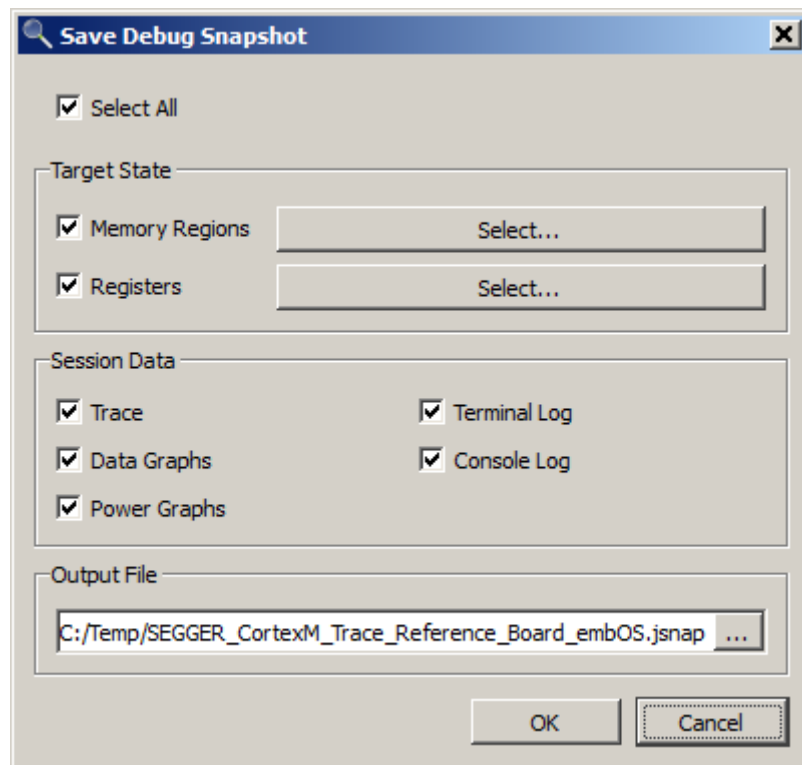 Save Debug Snapshot
Select All
Target State
Memory Regions Select...
Registers Select...
Session Data
Trace Terminal Log
Data Graphs Console Log
Power Graphs
Output File
C:/Temp/SEGGER_CortexM_Trace_Reference_Board_embOS.jsnap ...
OK Cancel